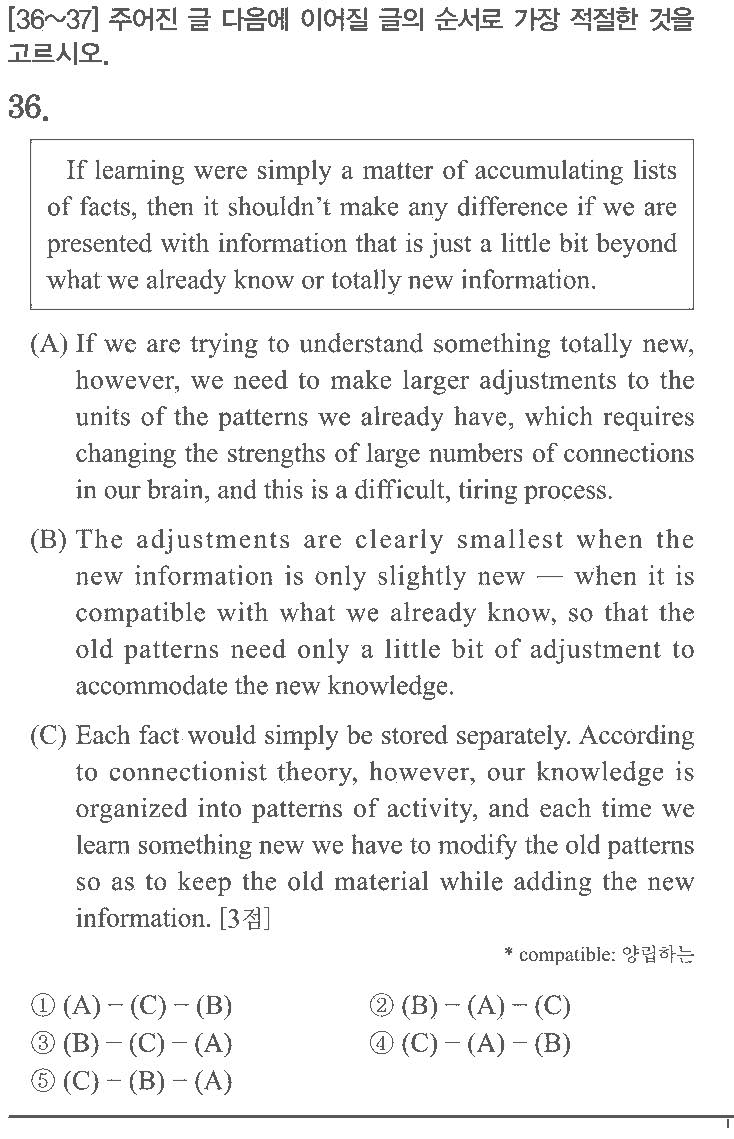 [36~37] 주어진 글 다음에 이어질 글의 순서로 가장 적절한 것을
고르시오.
36.
If learning were simply a matter of accumulating lists
of facts, then it shouldn't make any difference if we are
presented with information that is just a little bit beyond
what we already know or totally new information.
(A) If we are trying to understand something totally new,
however, we need to make larger adjustments to the
units of the patterns we already have, which requires
changing the strengths of large numbers of connections
in our brain, and this is a difficult, tiring process.
(B) The adjustments are clearly smallest when the
new information is only slightly new — when it is
compatible with what we already know, so that the
old patterns need only a little bit of adjustment to
accommodate the new knowledge.
(C) Each fact would simply be stored separately. According
to connectionist theory, however, our knowledge is
organized into patterns of activity, and each time we
learn something new we have to modify the old patterns
so as to keep the old material while adding the new
information. [3점]
* compatible: 양립하는
① (A) − (C) − (B) ② (B) − (A) − (C)
③ (B) − (C) − (A) ④ (C) − (A) − (B)
⑤ (C) − (B) − (A)